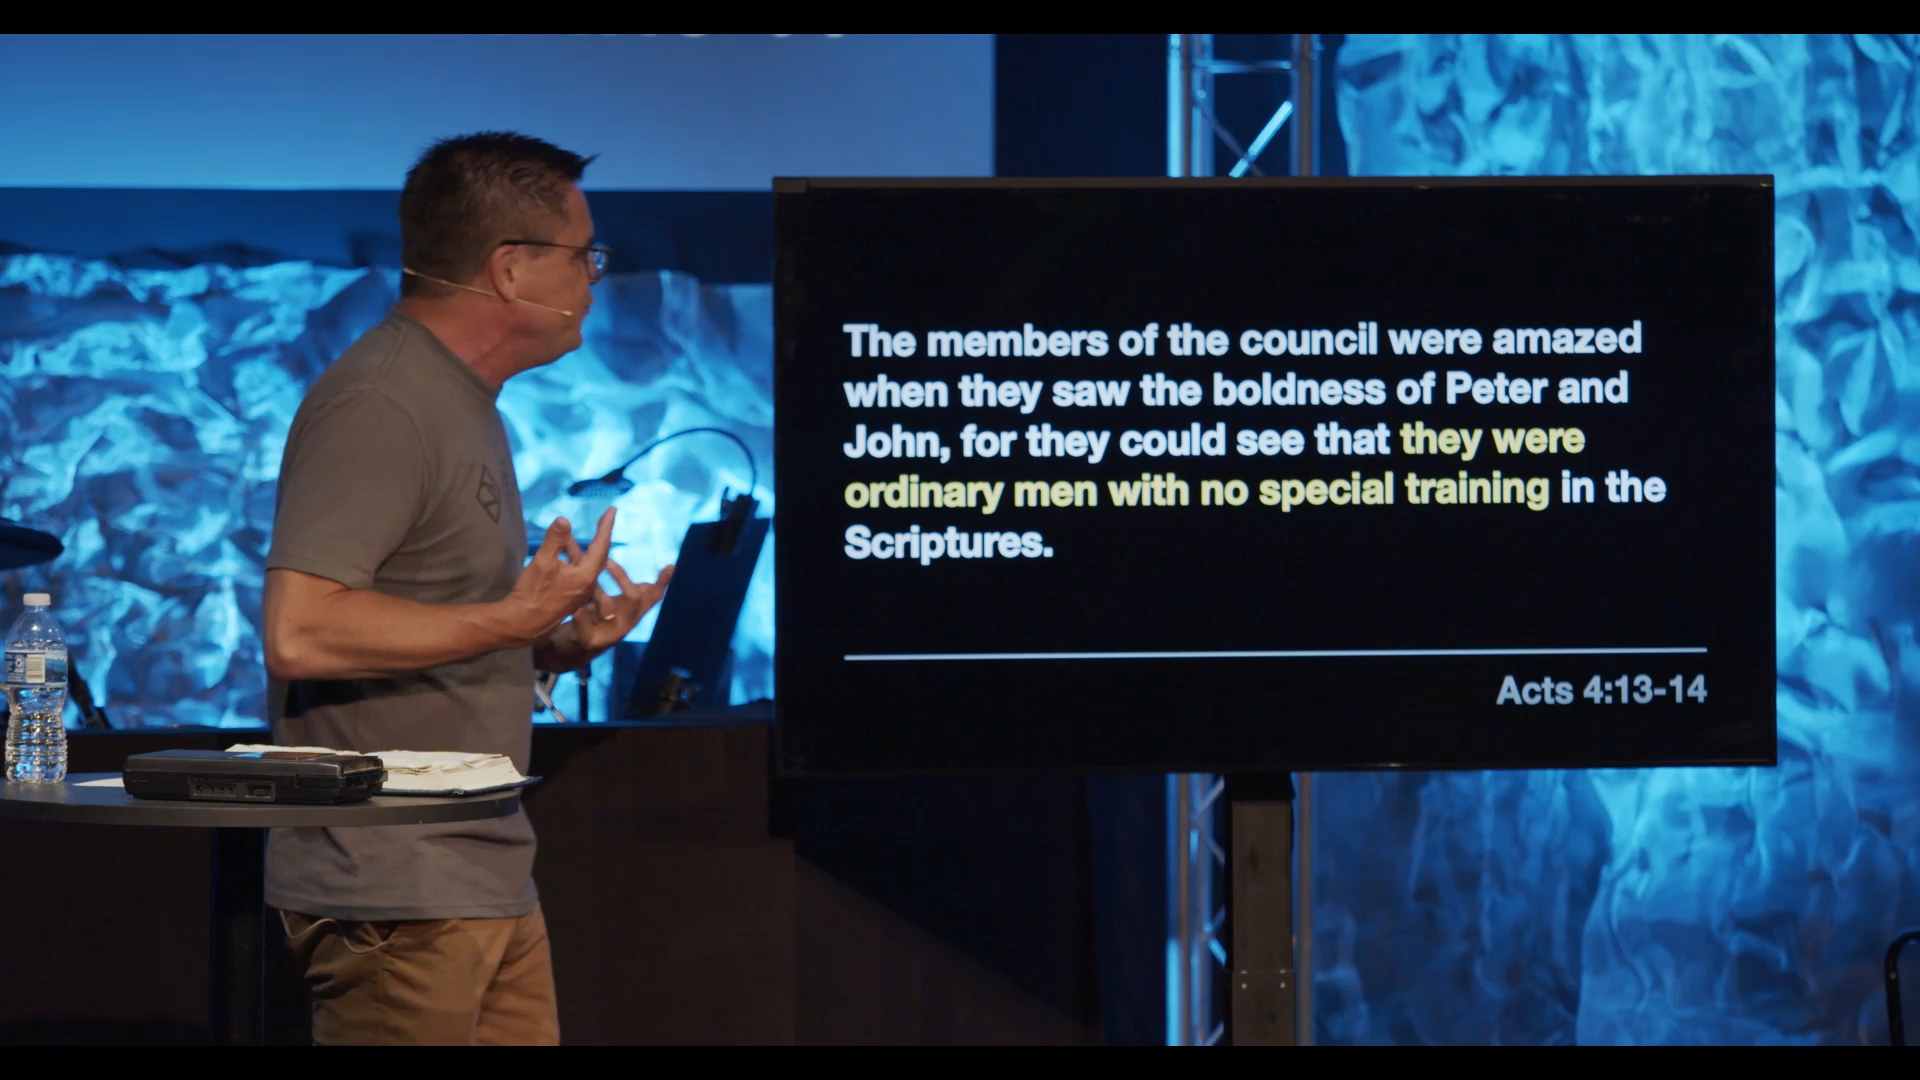 The members of the council were amazed
when they saw the boldness of Peter and
John, for they could see that they were
ordinary men with no special training in the
Scriptures.
Acts 4:13-14